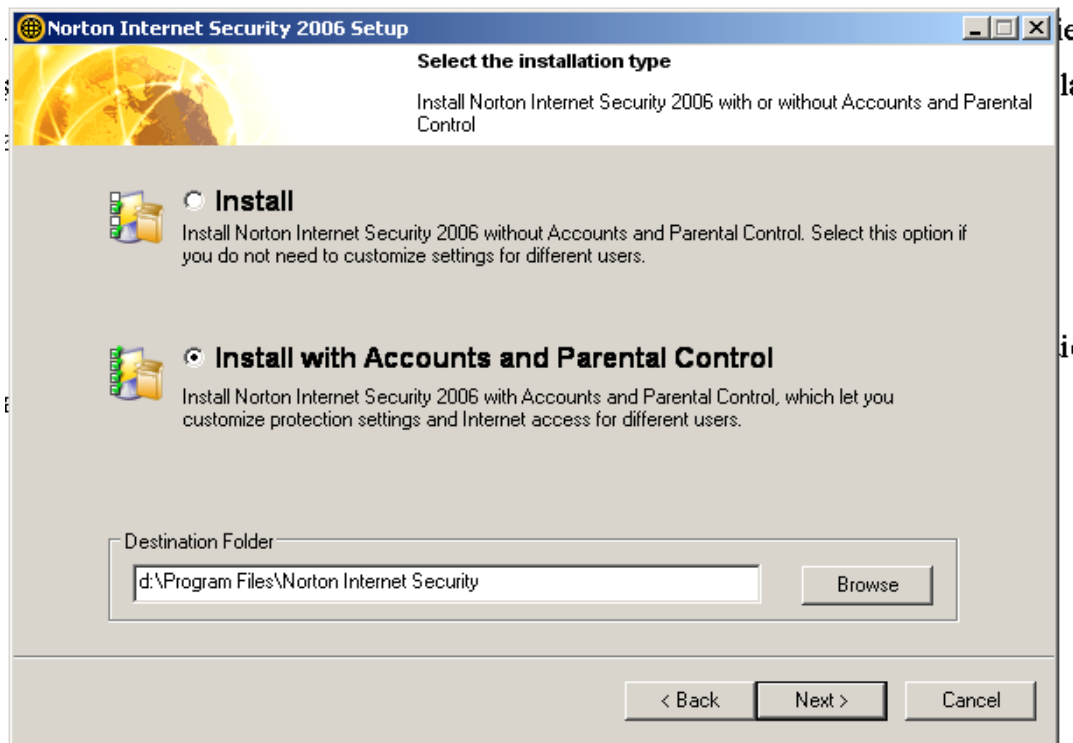 Norton Internet Security 2006 Setup
Select the installation type
Install Norton Internet Security 2006 with or without Accounts and Parental
Control
Install
Install Norton Internet Security 2006 without Accounts and Parental Control. Select this option if
you do not need to customize settings for different users.
Install with Accounts and Parental Control
Install Norton Internet Security 2006 with Accounts and Parental Control, which let you
customize protection settings and Internet access for different users.
Destination Folder
d:\Program Files\Norton Internet Security
Browse
< Back
Next >
Cancel